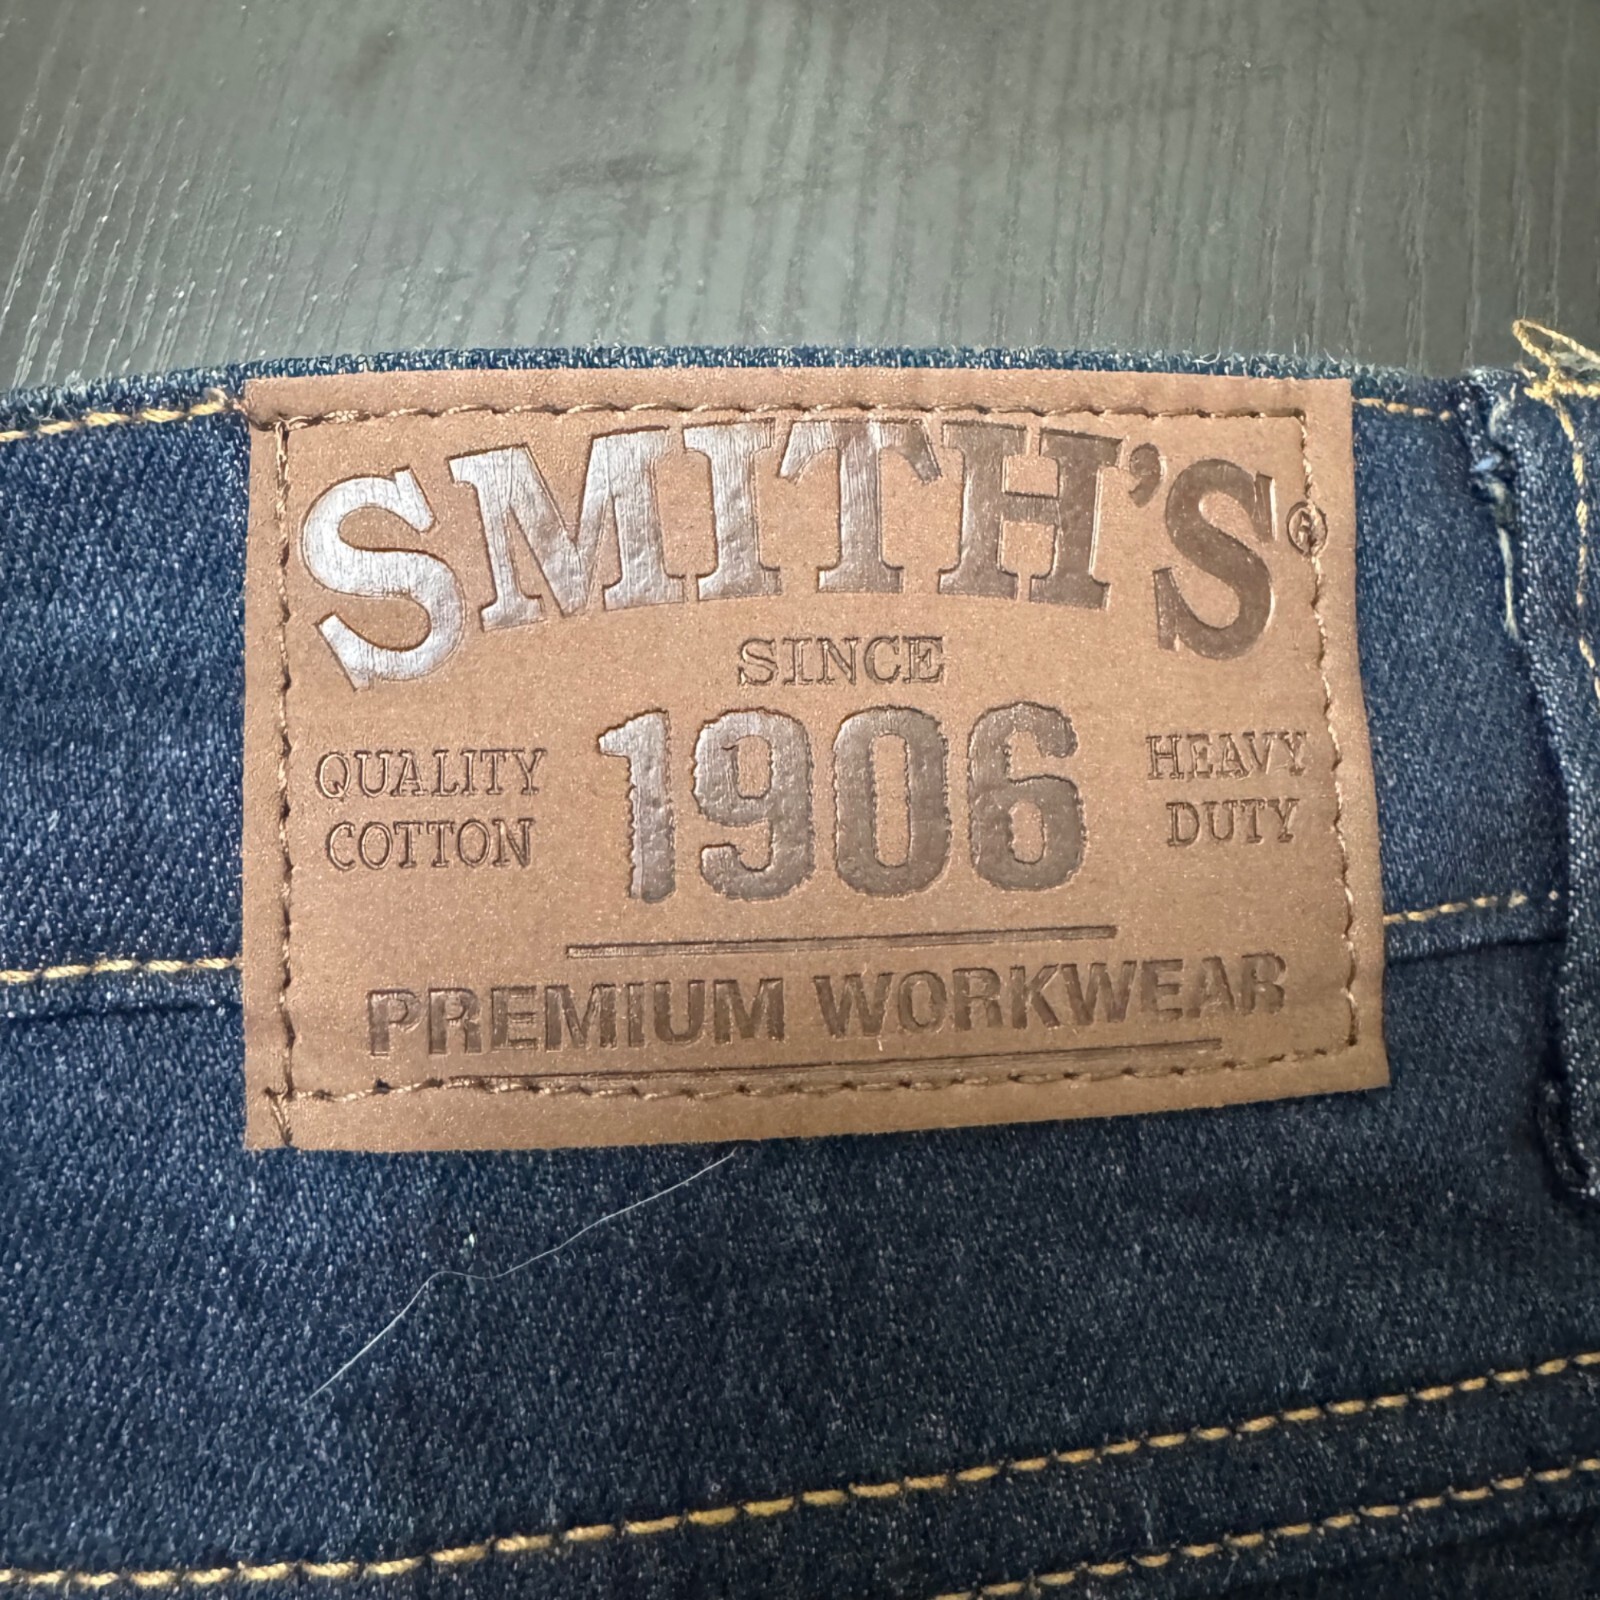 SMITH'S®
SINCE
1906
QUALITY
COTTON
HEAVY
DUTY
PREMIUM WORKWEAR